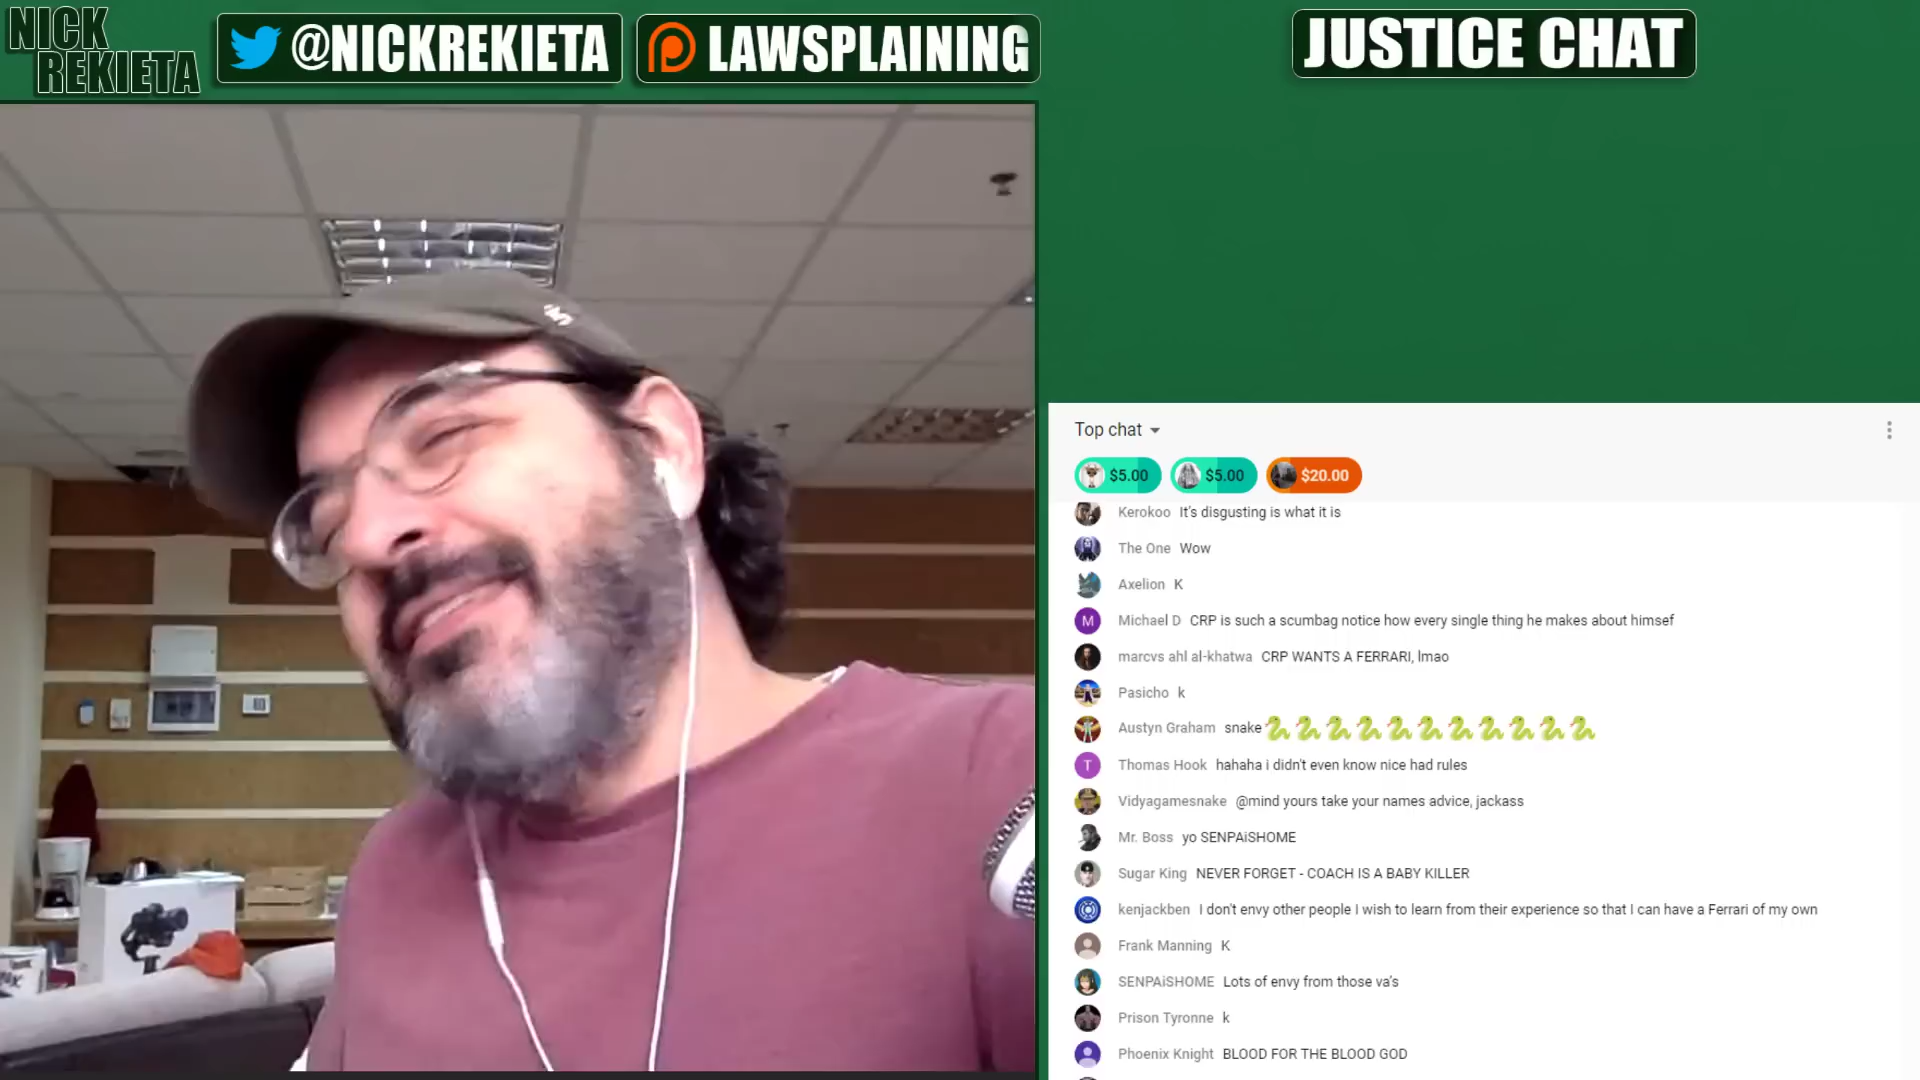 NICK
REKIETA
@NICKREKIETA
LAWSPLAINING
JUSTICE CHAT
Top chat
$5.00 $5.00 $20.00
Kerokoo It's disgusting is what it is
The One Wow
Axelion K
Michael D CRP is such a scumbag notice how every single thing he makes about himsef
marcvs ahl al-khatwa CRP WANTS A FERRARI, lmao
Pasicho k
Austyn Graham snake
Thomas Hook hahaha i didn't even know nice had rules
Vidyagamesnake @mind yours take your names advice, jackass
Mr. Boss yo SENPAiSHOME
Sugar King NEVER FORGET - COACH IS A BABY KILLER
kenjackben I don't envy other people I wish to learn from their experience so that I can have a Ferrari of my own
Frank Manning K
SENPAiSHOME Lots of envy from those va's
Prison Tyronne k
Phoenix Knight BLOOD FOR THE BLOOD GOD
M
T